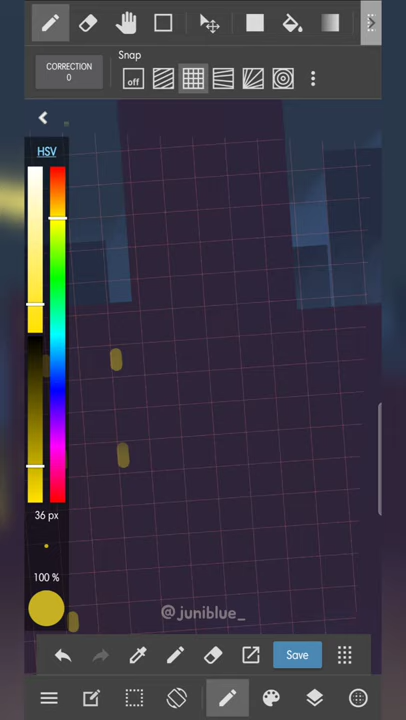 Snap
CORRECTION
0
off
HSV
36 px
100 %
@juniblue_
Save